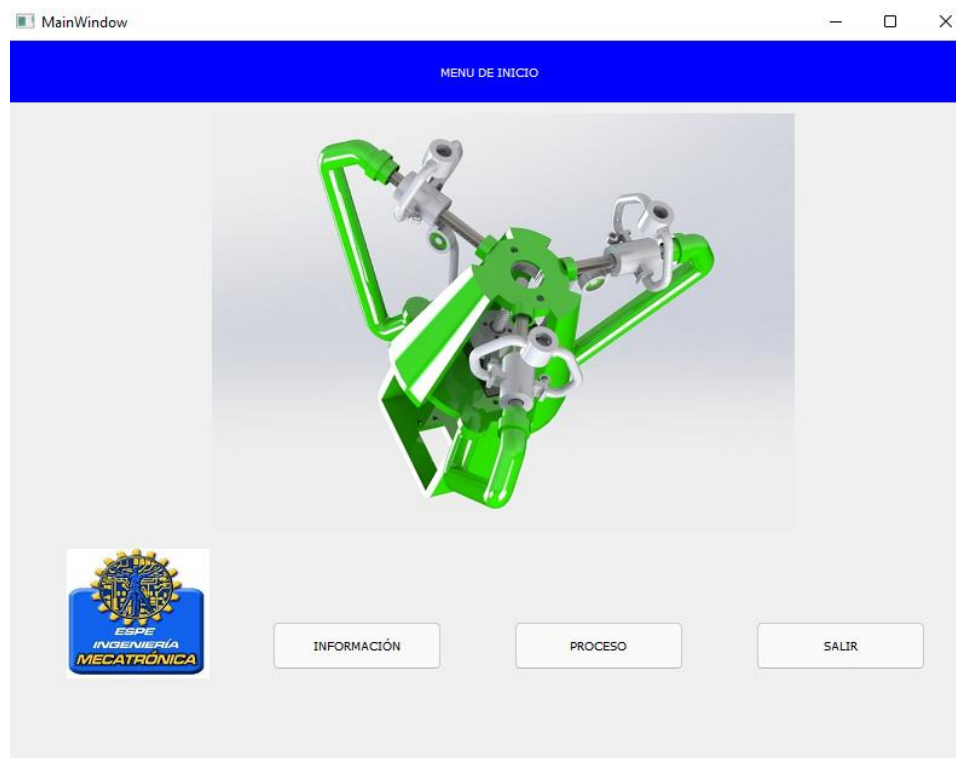 MainWindow
MENU DE INICIO
ESPE
INGENIERÍA
MECATRÓNICA
INFORMACIÓN
PROCESO
SALIR